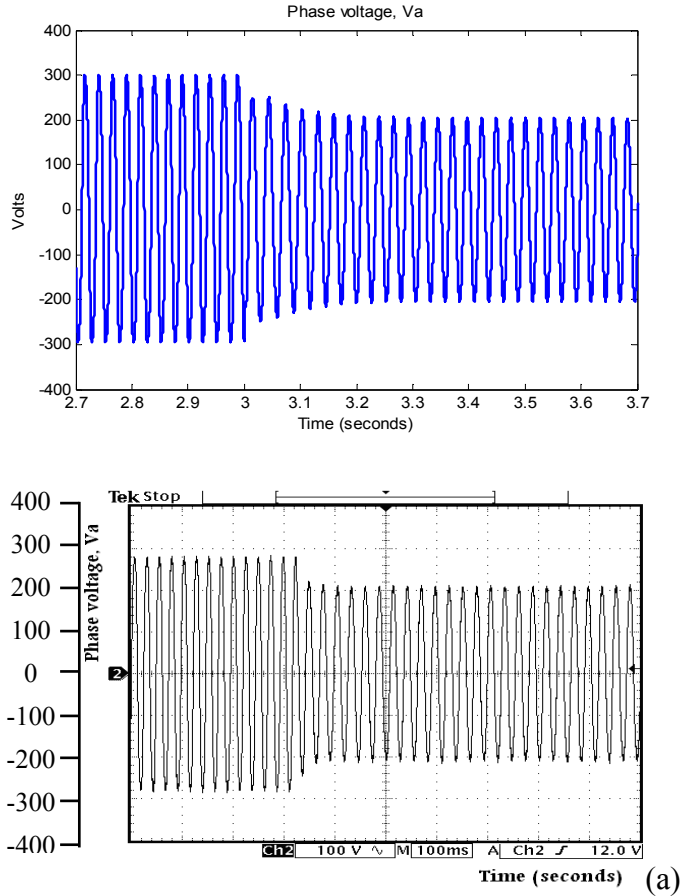 Phase voltage, Va
400
300
200
100
0
-100
-200
-300
-400
Volts
2.7 2.8 2.9 3 3.1 3.2 3.3 3.4 3.5 3.6 3.7
Time (seconds)
Tek Stop
400
300
200
100
0
-100
-200
-300
-400
Phase voltage, Va
2
Ch2 100 V ∿ M 100ms A Ch2 ƒ 12.0 V
Time (seconds) (a)